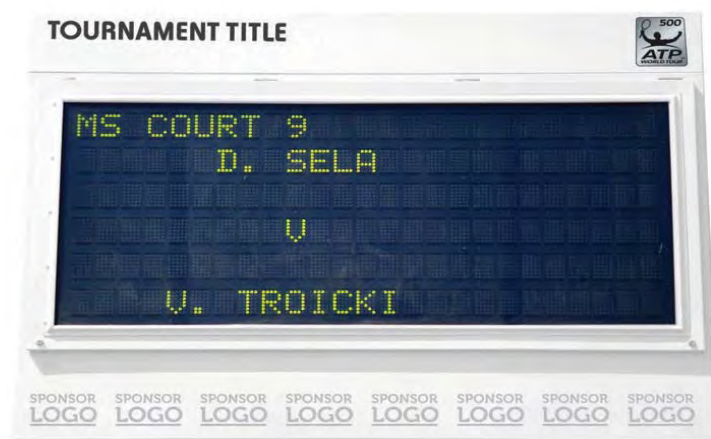 TOURNAMENT TITLE
500
ATP
WORLD TOUR
MS COURT 9
D. SELA
V
V. TROICKI
SPONSOR SPONSOR SPONSOR SPONSOR SPONSOR SPONSOR SPONSOR SPONSOR
LOGO LOGO LOGO LOGO LOGO LOGO LOGO LOGO